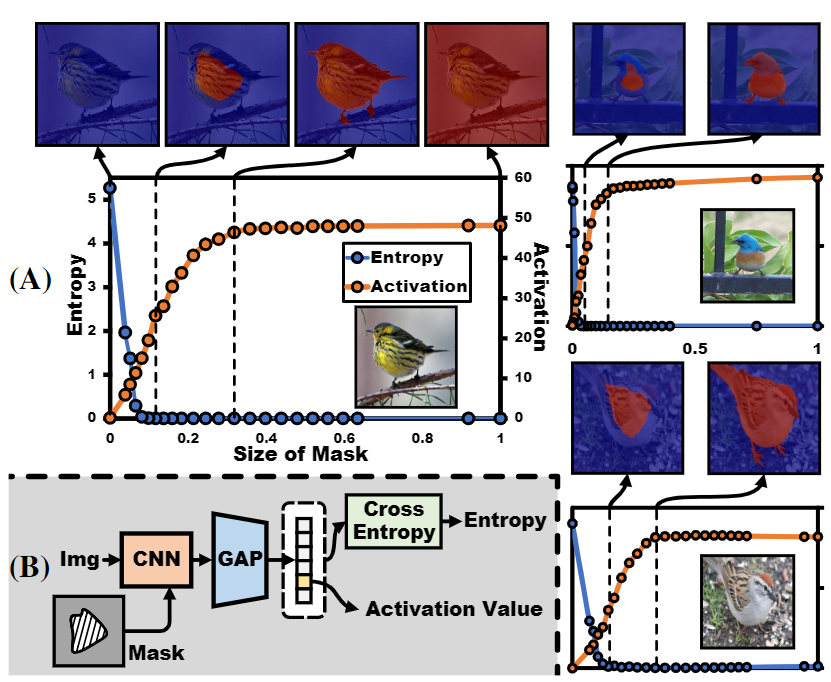 (A)
Entropy
5
4
3
2
1
0
60
50
40
30
20
10
0
Activation
Entropy
Activation
0
0.2
0.4
0.6
0.8
1
Size of Mask
0
0.5
1
(B)
Img
CNN
GAP
Cross
Entropy
Entropy
Activation Value
Mask